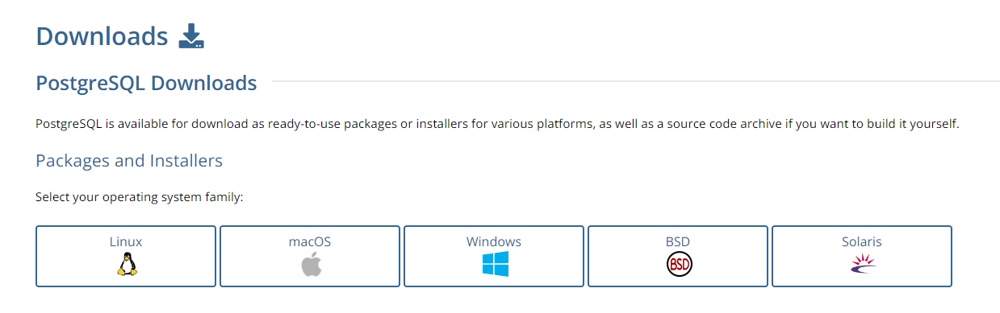 Downloads
PostgreSQL Downloads
PostgreSQL is available for download as ready-to-use packages or installers for various platforms, as well as a source code archive if you want to build it yourself.
Packages and Installers
Select your operating system family:
Linux
macOS
Windows
BSD
Solaris
BSD